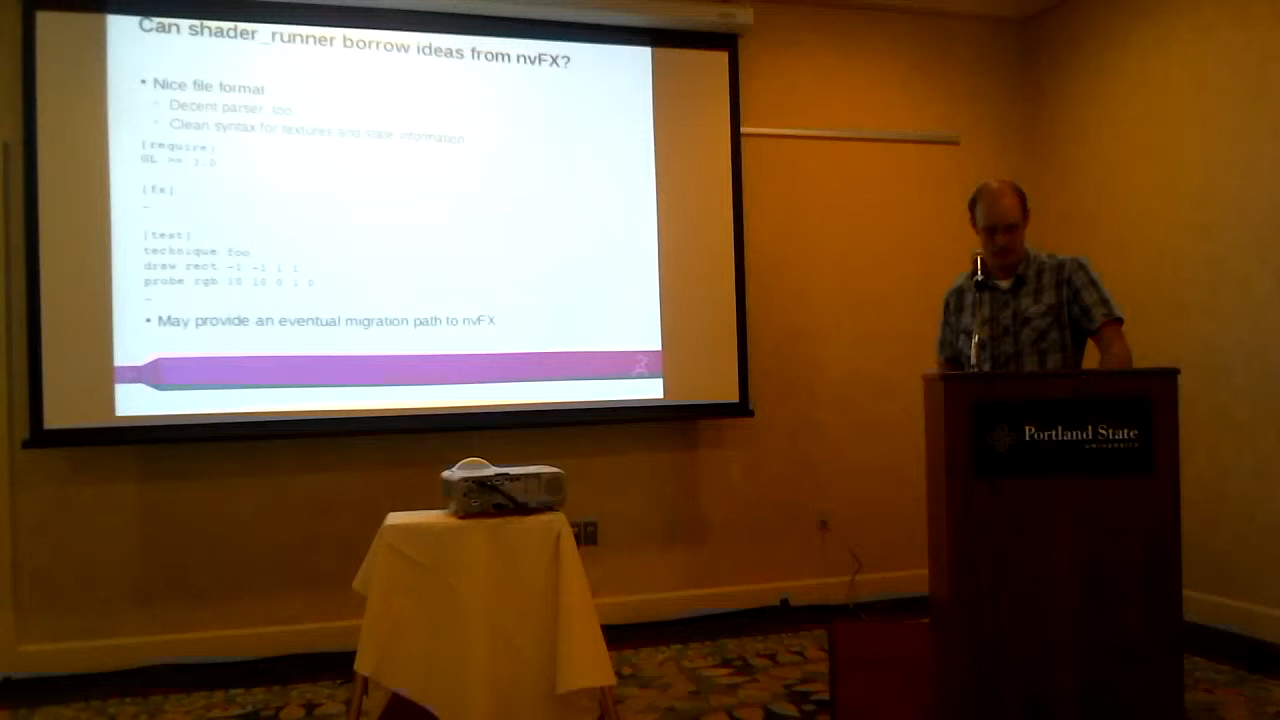 Can shader_runner borrow ideas from nvFX?
• Nice file format
◦ Decent parser, too
◦ Clean syntax for textures and state information
[require]
GL >= 3.0
[fx]
…
[test]
technique foo
draw rect -1 -1 1 1
probe rgb 10 10 0 1 0
…
• May provide an eventual migration path to nvFX
Portland State
UNIVERSITY